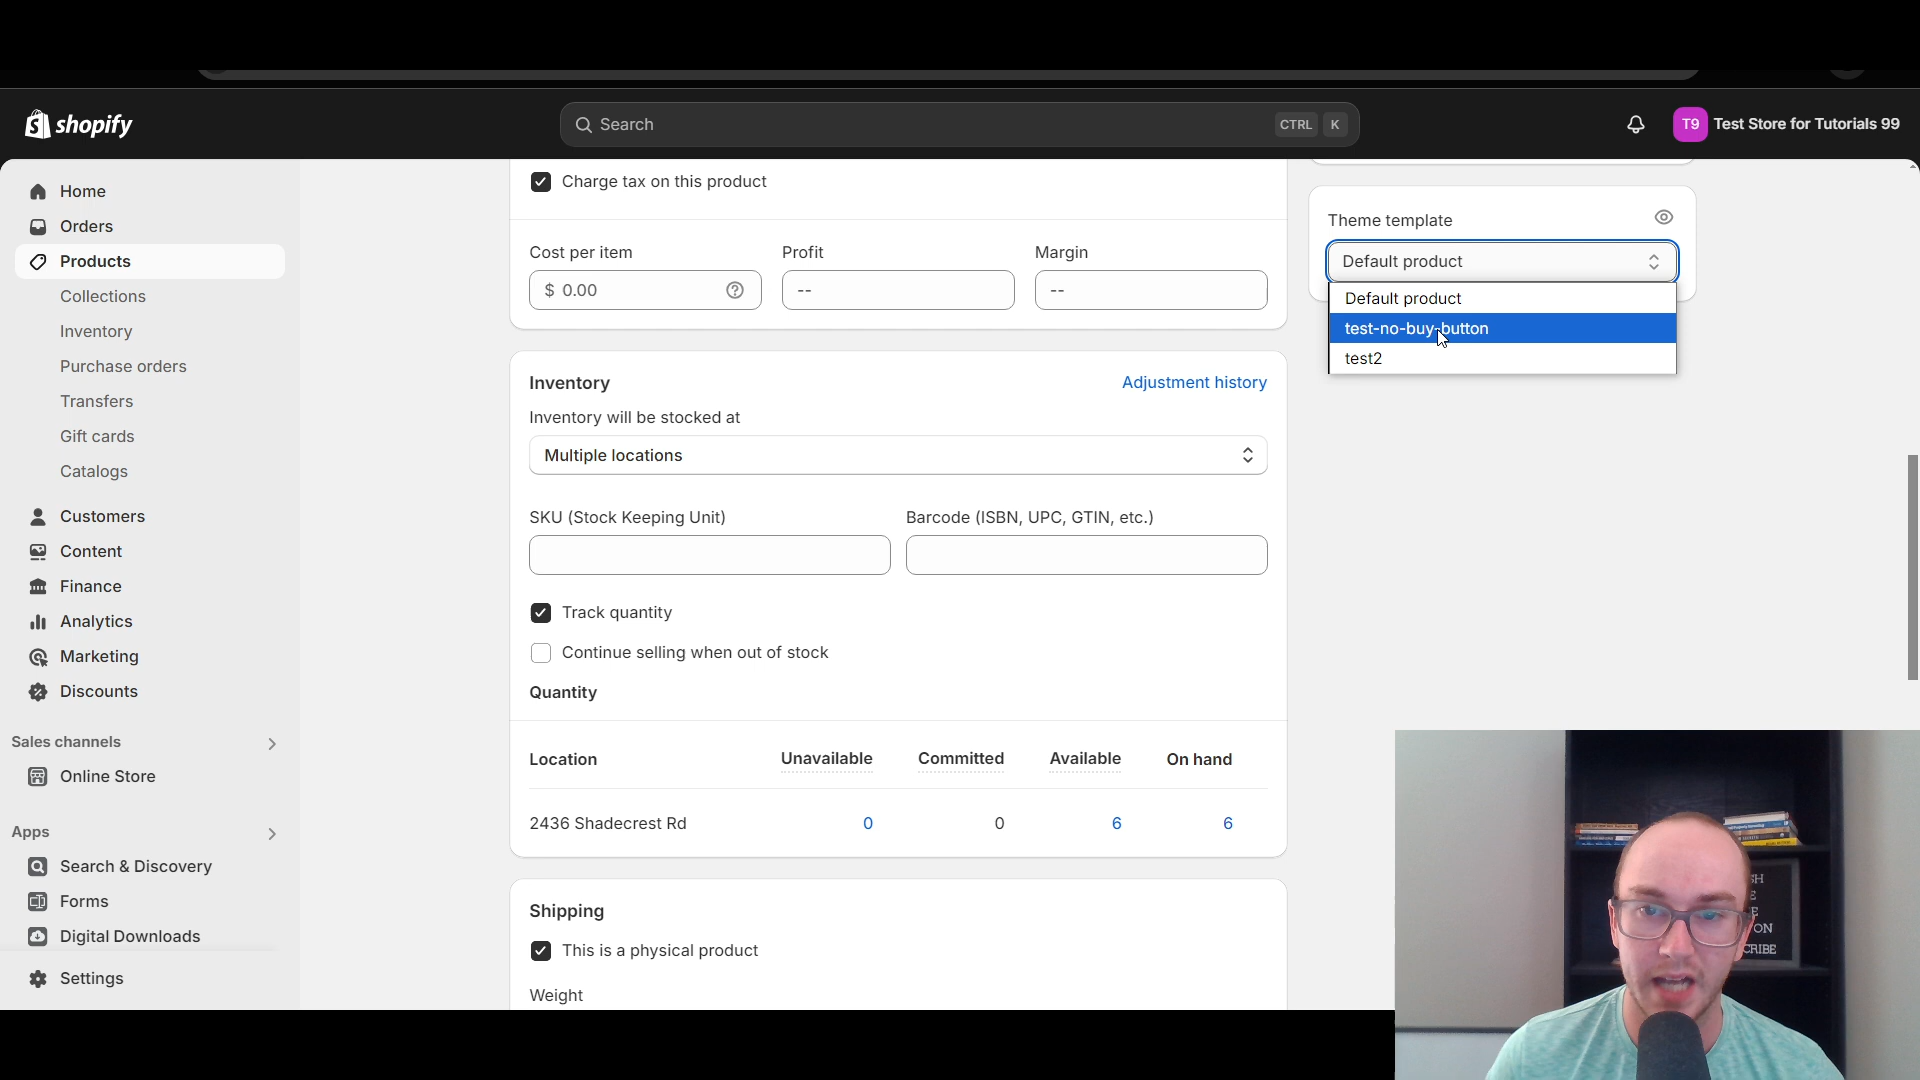 shopify
Search
CTRL K
T9 Test Store for Tutorials 99
Home
Orders
Products
Collections
Inventory
Purchase orders
Transfers
Gift cards
Catalogs
Customers
Content
Finance
Analytics
Marketing
Discounts
Sales channels
Online Store
Apps
Search & Discovery
Forms
Digital Downloads
Settings
Charge tax on this product
Cost per item Profit Margin
$ 0.00 -- --
Inventory Adjustment history
Inventory will be stocked at
Multiple locations
SKU (Stock Keeping Unit) Barcode (ISBN, UPC, GTIN, etc.)
Track quantity
Continue selling when out of stock
Quantity
Location Unavailable Committed Available On hand
2436 Shadecrest Rd 0 0 6 6
Shipping
This is a physical product
Weight
Theme template
Default product
Default product
test-no-buy-button
test2
SH
E
E
ON
CRIBE